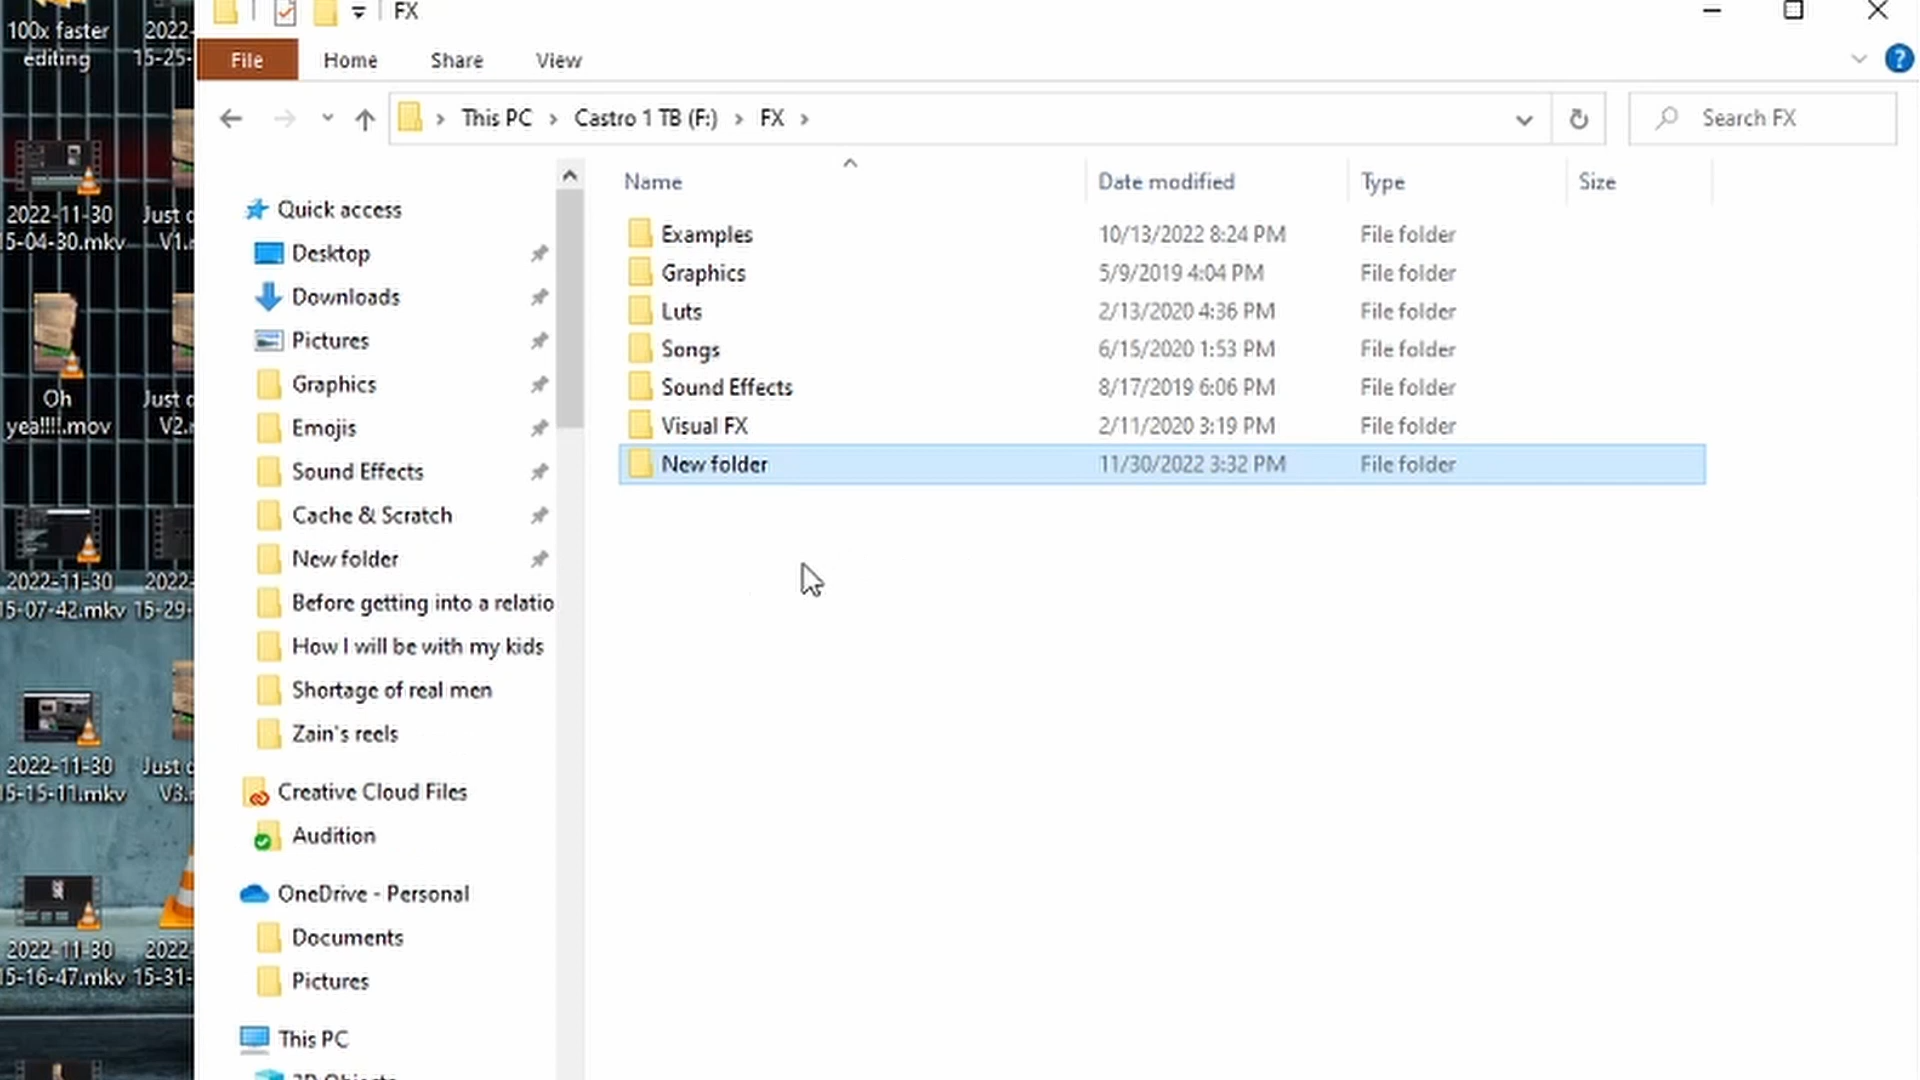 FX
File Home Share View
This PC Castro 1 TB (F:) FX
Search FX
Name Date modified Type Size
Examples 10/13/2022 8:24 PM File folder
Graphics 5/9/2019 4:04 PM File folder
Luts 2/13/2020 4:36 PM File folder
Songs 6/15/2020 1:53 PM File folder
Sound Effects 8/17/2019 6:06 PM File folder
Visual FX 2/11/2020 3:19 PM File folder
New folder 11/30/2022 3:32 PM File folder
Quick access
Desktop
Downloads
Pictures
Graphics
Emojis
Sound Effects
Cache & Scratch
New folder
Before getting into a relatio
How I will be with my kids
Shortage of real men
Zain's reels
Creative Cloud Files
Audition
OneDrive - Personal
Documents
Pictures
This PC
3D Objects
100x faster
editing
2022-
15-25-
2022-11-30
15-04-30.mkv
Just
V1.
Oh
yea!!!!.mov
Just
V2.
2022-11-30
15-07-42.mkv
2022-
15-29-
2022-11-30
15-15-11.mkv
Just
V3.
2022-11-30
15-16-47.mkv
2022-
15-31-